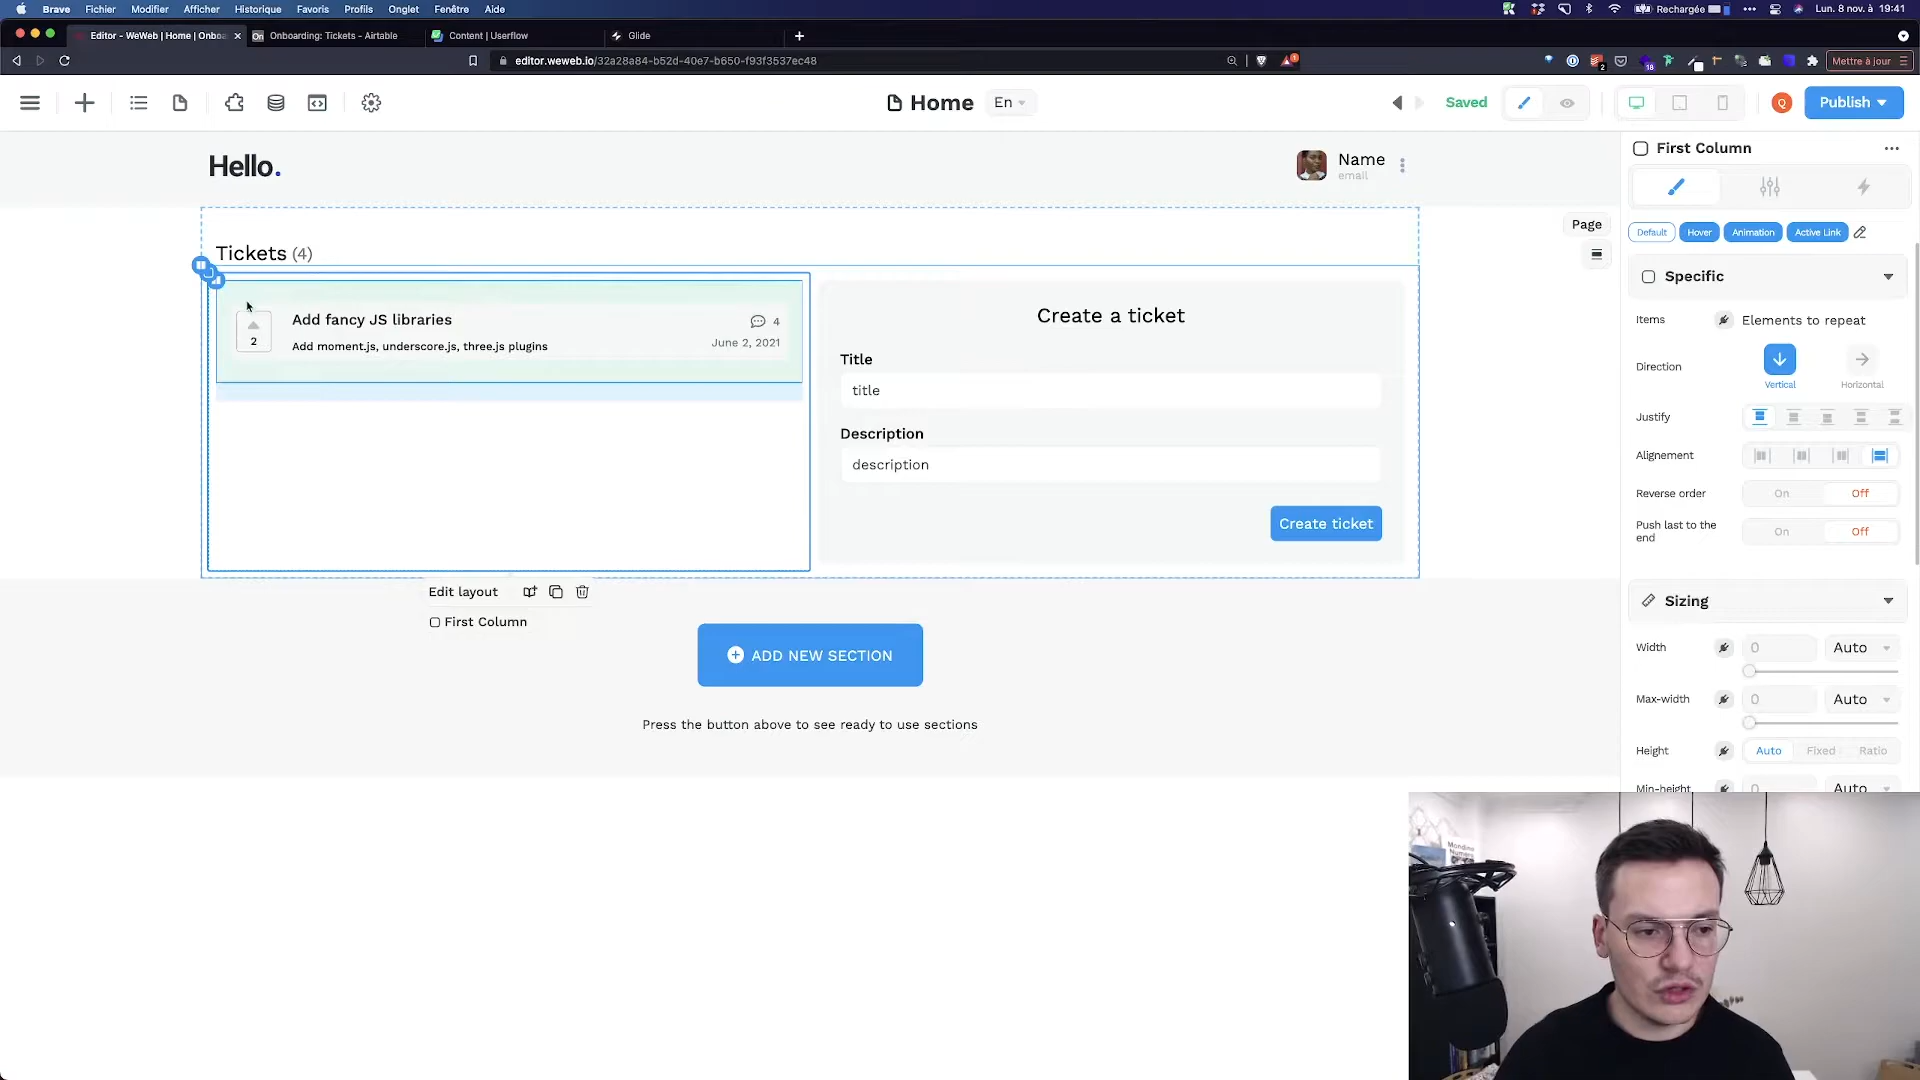 Brave Fichier Modifier Afficher Historique Favoris Profils Onglet Fenêtre Aide Rechargée Lun. 8 nov. à 19:41
Editor - WeWeb | Home | Onboa Onboarding: Tickets - Airtable Content | Userflow Glide
editor.weweb.io/32a28a84-b52d-40e7-b650-f93f3537ec48 Mettre à jour
Home En Saved Q Publish
Hello.
Name
email
Page
Tickets (4)
2
Add fancy JS libraries
4
Add moment.js, underscore.js, three.js plugins
June 2, 2021
Create a ticket
Title
title
Description
description
Create ticket
Edit layout
First Column
ADD NEW SECTION
Press the button above to see ready to use sections
First Column
Default Hover Animation Active Link
Specific
Items Elements to repeat
Direction
Vertical Horizontal
Justify
Alignement
Reverse order On Off
Push last to the end On Off
Sizing
Width 0 Auto
Max-width 0 Auto
Height Auto Fixed Ratio
Min-height 0 Auto
Mondine
Numeri